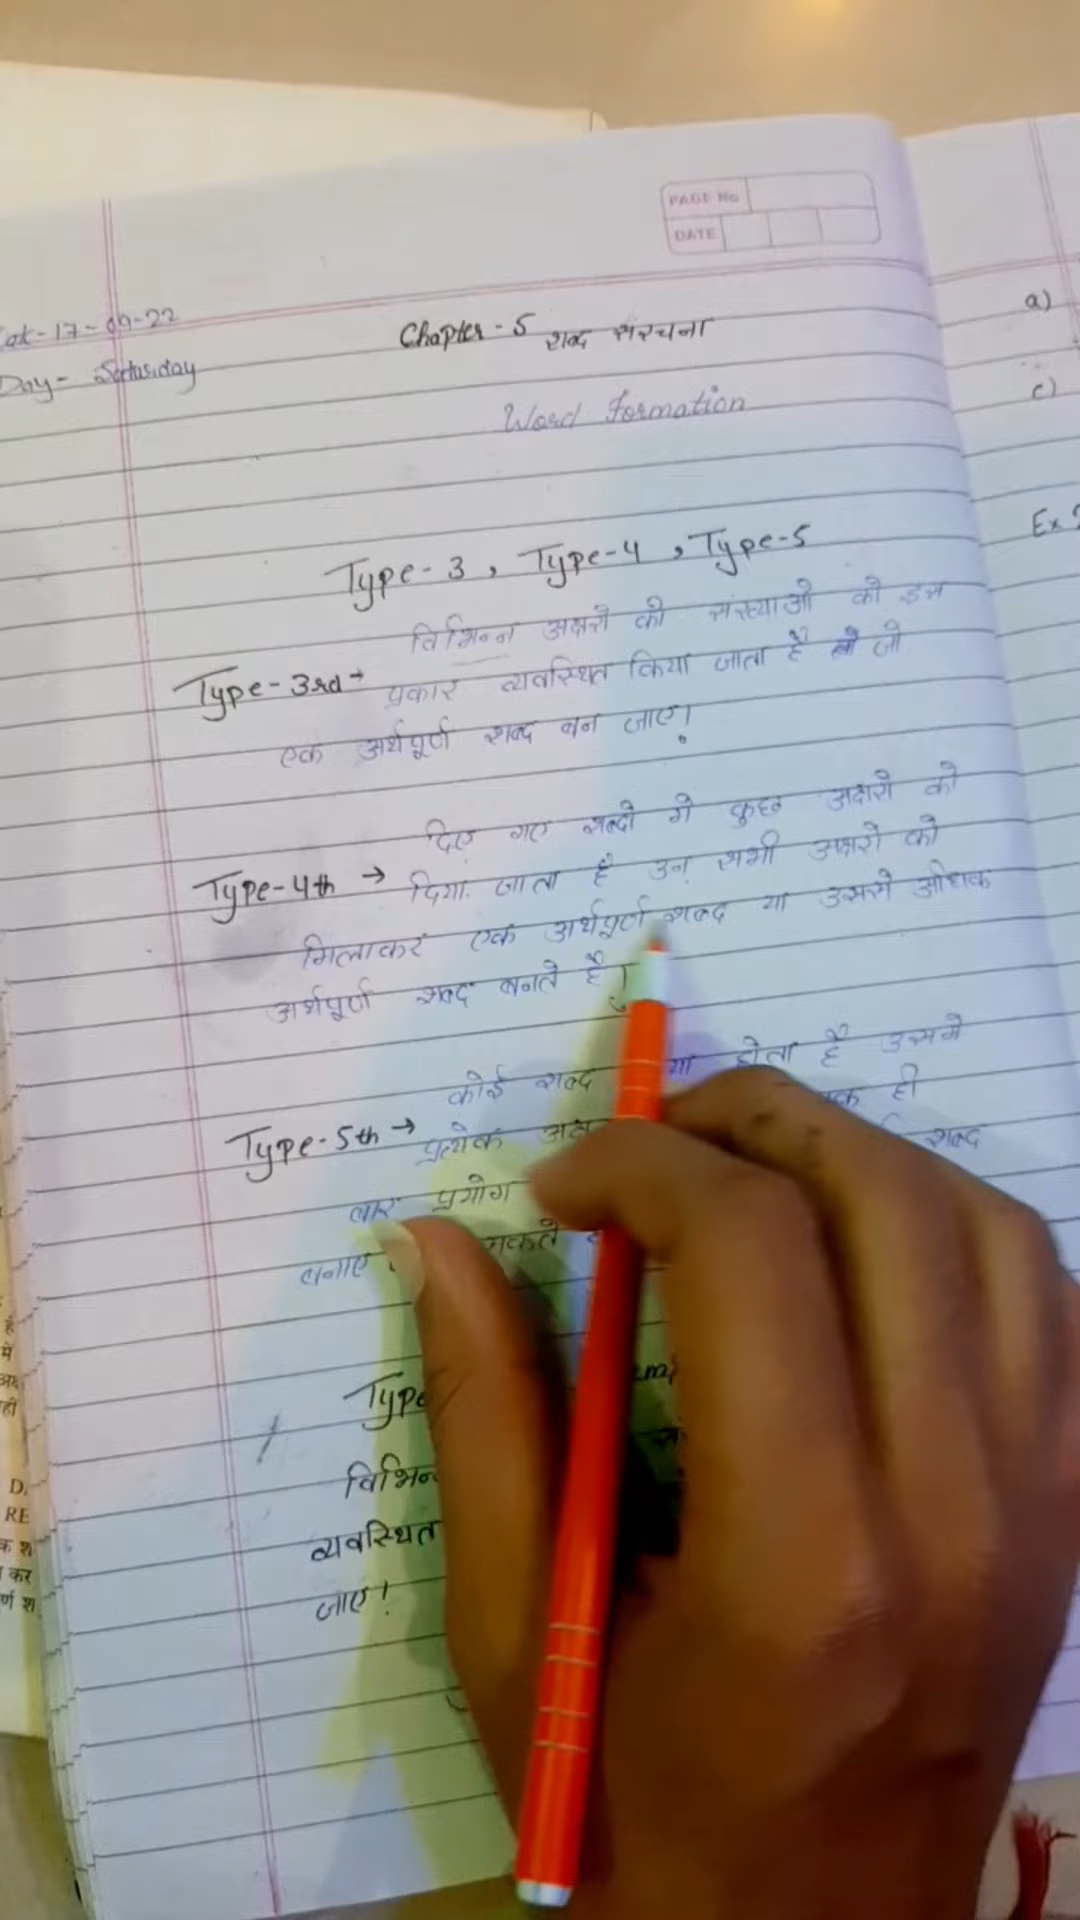 PAGE No
DATE
17-09-22
Day- Saturday
Chapter-5 शब्द संरचना
Word Formation
Type-3, Type-4, Type-5
विभिन्न अक्षरो की संख्याओ को इस
Type-3rd→ प्रकार व्यवस्थित किया जाता है जो
एक अर्थपूर्ण शब्द बन जाए।
दिए गए शब्दो मे कुछ अक्षरो को
Type-4th → दिया जाता है उन सभी अक्षरो को
मिलाकर एक अर्थपूर्ण शब्द या उससे अधिक
अर्थपूर्ण शब्द बनते है।
कोई शब्द या होता है उसमे
Type-5th → प्रत्येक ही
बार प्रयोग शब्द
बनाए सकते
Type
विभिन
व्यवस्थित
जाए!
a)
c)
Ex
है
में
ही
D.
RE
कर